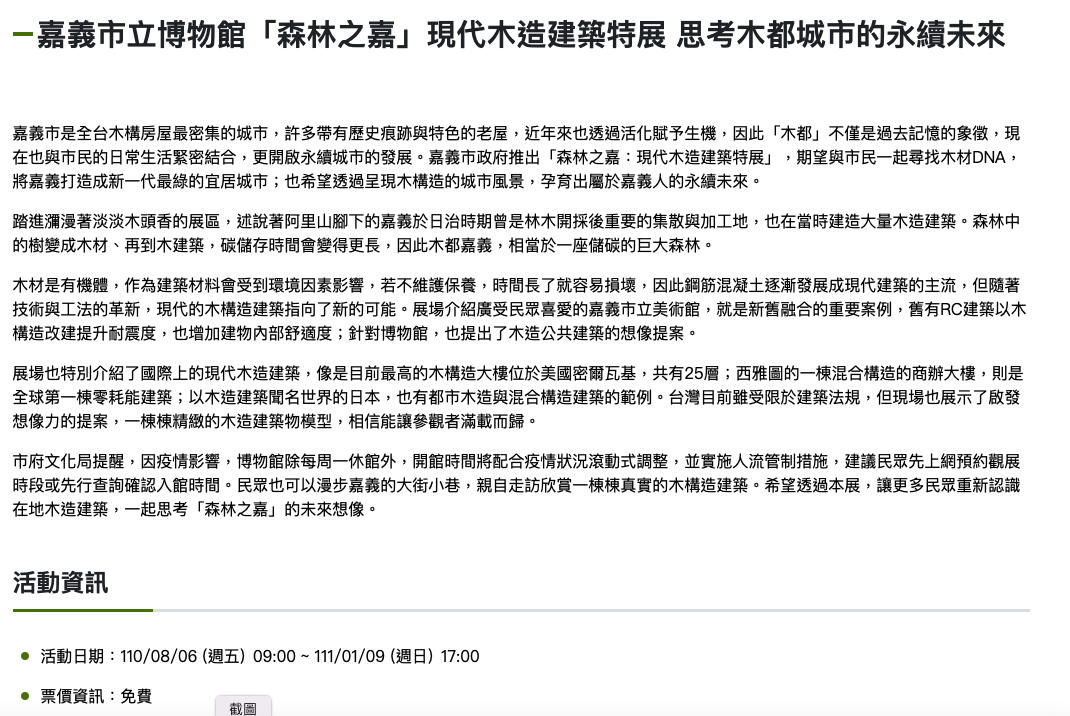 嘉義市立博物館「森林之嘉」現代木造建築特展 思考木都城市的永續未來
嘉義市是全台木構房屋最密集的城市，許多帶有歷史痕跡與特色的老屋，近年來也透過活化賦予生機，因此「木都」不僅是過去記憶的象徵，現
在也與市民的日常生活緊密結合，更開啟永續城市的發展。嘉義市政府推出「森林之嘉：現代木造建築特展」，期望與市民一起尋找木材DNA，
將嘉義打造成新一代最綠的宜居城市；也希望透過呈現木構造的城市風景，孕育出屬於嘉義人的永續未來。
踏進瀰漫著淡淡木頭香的展區，述說著阿里山腳下的嘉義於日治時期曾是林木開採後重要的集散與加工地，也在當時建造大量木造建築。森林中
的樹變成木材、再到木建築，碳儲存時間會變得更長，因此木都嘉義，相當於一座儲碳的巨大森林。
木材是有機體，作為建築材料會受到環境因素影響，若不維護保養，時間長了就容易損壞，因此鋼筋混凝土逐漸發展成現代建築的主流，但隨著
技術與工法的革新，現代的木構造建築指向了新的可能。展場介紹廣受民眾喜愛的嘉義市立美術館，就是新舊融合的重要案例，舊有RC建築以木
構造改建提升耐震度，也增加建物內部舒適度；針對博物館，也提出了木造公共建築的想像提案。
展場也特別介紹了國際上的現代木造建築，像是目前最高的木構造大樓位於美國密爾瓦基，共有25層；西雅圖的一棟混合構造的商辦大樓，則是
全球第一棟零耗能建築；以木造建築聞名世界的日本，也有都市木造與混合構造建築的範例。台灣目前雖受限於建築法規，但現場也展示了啟發
想像力的提案，一棟棟精緻的木造建築物模型，相信能讓參觀者滿載而歸。
市府文化局提醒，因疫情影響，博物館除每周一休館外，開館時間將配合疫情狀況滾動式調整，並實施人流管制措施，建議民眾先上網預約觀展
時段或先行查詢確認入館時間。民眾也可以漫步嘉義的大街小巷，親自走訪欣賞一棟棟真實的木構造建築。希望透過本展，讓更多民眾重新認識
在地木造建築，一起思考「森林之嘉」的未來想像。
活動資訊
活動日期：110/08/06 (週五) 09:00 ~ 111/01/09 (週日) 17:00
票價資訊：免費
截圖